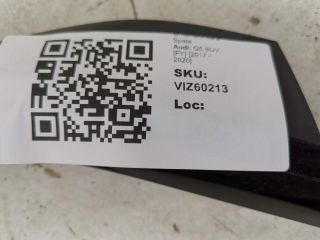 Audi: Q5 SUV
[FY] [2017 -
2020]
SKU:
VIZ60213
Loc: